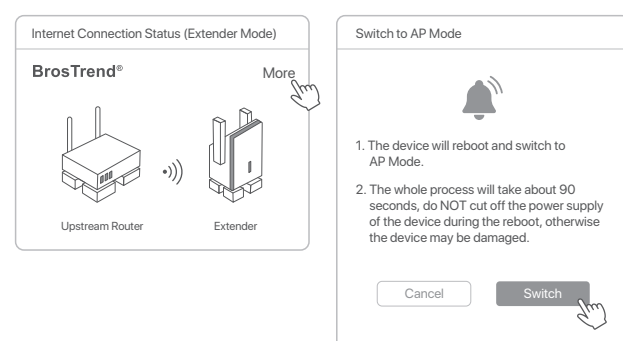 Internet Connection Status (Extender Mode)
BrosTrend®
More
Upstream Router
Extender
Switch to AP Mode
1. The device will reboot and switch to
AP Mode.
2. The whole process will take about 90
seconds, do NOT cut off the power supply
of the device during the reboot, otherwise
the device may be damaged.
Cancel
Switch